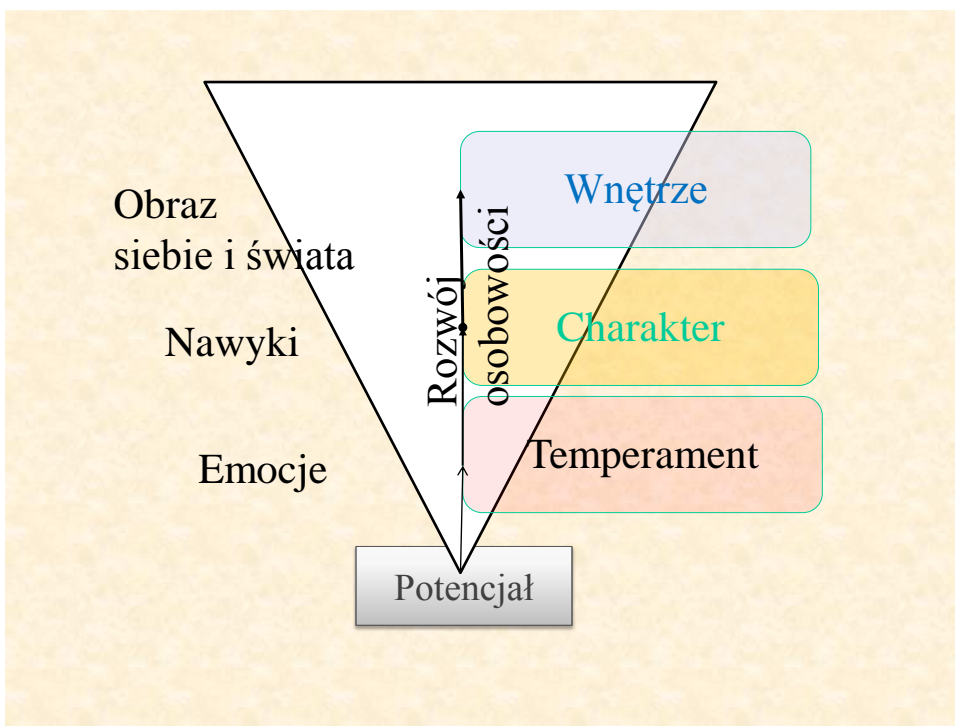 Wnętrze
Obraz
siebie i świata
Rozwój
osobowości
Charakter
Nawyki
Temperament
Emocje
Potencjał